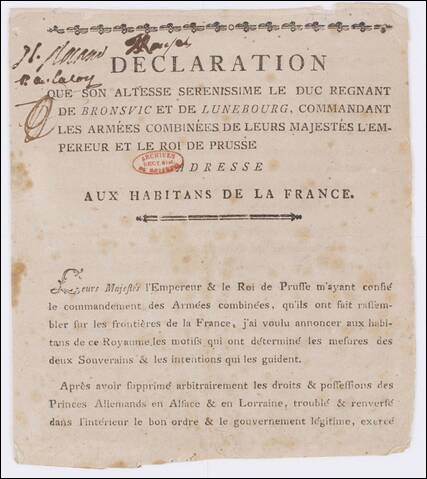 DECLARATION
QUE SON ALTESSE SERENISSIME LE DUC REGNANT
DE BRONSVIC ET DE LUNEBOURG, COMMANDANT
LES ARMÉES COMBINÉES DE LEURS MAJESTÉS L'EM-
PEREUR ET LE ROI DE PRUSSE
ARCHIVES
ADRESSE
AUX HABITANS DE LA FRANCE.
Leurs Majestés l'Empereur & le Roi de Prusse m'ayant confié
le commandement des Armées combinées, qu'ils ont fait rassem-
bler sur les frontières de la France, j'ai voulu annoncer aux habi-
tans de ce Royaume, les motifs qui ont déterminé les mesures des
deux Souverains & les intentions qui les guident.
Après avoir supprimé arbitrairement les droits & possessions des
Princes Allemands en Alsace & en Lorraine, troublé & renversé
dans l'intérieur le bon ordre & le gouvernement légitime, exercé